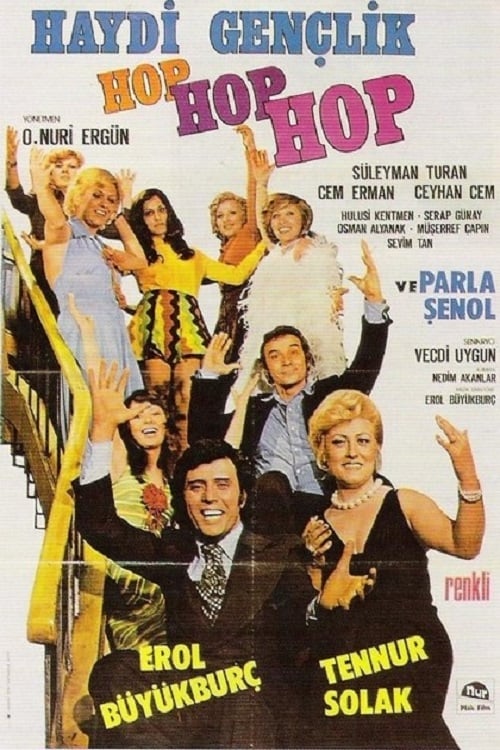 HAYDİ GENÇLİK
HOP HOP HOP
YÖNETMEN
O.NURİ ERGÜN
SÜLEYMAN TURAN
CEM ERMAN CEYHAN CEM
HULUSİ KENTMEN - SERAP GÜNAY
OSMAN ALYANAK - MÜŞERREF ÇAPIN
SEYİM TAN
VE PARLA
ŞENOL
SENARYO
VECDİ UYGUN
NEDİM AKANLAR
EROL BÜYÜKBURÇ
renkli
EROL
BÜYÜKBURÇ
TENNUR
SOLAK
nur
Film